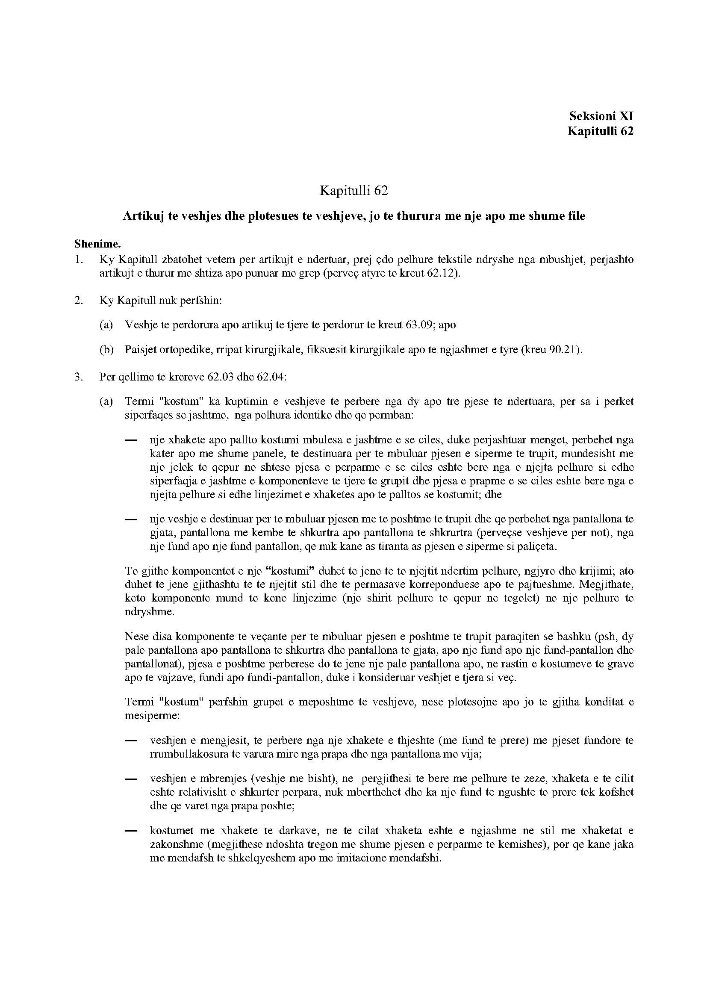 Seksioni XI
Kapitulli 62
Kapitulli 62
Artikuj te veshjes dhe plotesues te veshjeve, jo te thurura me nje apo me shume file
Shenime.
1. Ky Kapitull zbatohet vetem per artikujt e ndertuar, prej çdo pelhure tekstile ndryshe nga mbushjet, perjashto
artikujt e thurur me shtiza apo punuar me grep (perveç atyre te kreut 62.12).
2. Ky Kapitull nuk perfshin:
(a) Veshje te perdorura apo artikuj te tjere te perdorur te kreut 63.09; apo
(b) Paisjet ortopedike, rripat kirurgjikale, fiksuesit kirurgjikale apo te ngjashmet e tyre (kreu 90.21).
3. Per qellime te krereve 62.03 dhe 62.04:
(a) Termi "kostum" ka kuptimin e veshjeve te perbere nga dy apo tre pjese te ndertuara, per sa i perket
siperfaqes se jashtme, nga pelhura identike dhe qe permban:
— nje xhakete apo pallto kostumi mbulesa e jashtme e se ciles, duke perjashtuar menget, perbehet nga
kater apo me shume panele, te destinuara per te mbuluar pjesen e siperme te trupit, mundesisht me
nje jelek te qepur ne shtese pjesa e perparme e se ciles eshte bere nga e njejta pelhure si edhe
siperfaqja e jashtme e komponenteve te tjere te grupit dhe pjesa e prapme e se ciles eshte bere nga e
njejta pelhure si edhe linjezimet e xhaketes apo te palltos se kostumit; dhe
— nje veshje e destinuar per te mbuluar pjesen me te poshtme te trupit dhe qe perbehet nga pantallona te
gjata, pantallona me kembe te shkurtra apo pantallona te shkrurtra (perveçse veshjeve per not), nga
nje fund apo nje fund pantallon, qe nuk kane as tiranta as pjesen e siperme si paliçeta.
Te gjithe komponentet e nje “kostumi” duhet te jene te te njejtit ndertim pelhure, ngjyre dhe krijimi; ato
duhet te jene gjithashtu te te njejtit stil dhe te permasave korreponduese apo te pajtueshme. Megjithate,
keto komponente mund te kene linjezime (nje shirit pelhure te qepur ne tegelet) ne nje pelhure te
ndryshme.
Nese disa komponente te veçante per te mbuluar pjesen e poshtme te trupit paraqiten se bashku (psh, dy
pale pantallona apo pantallona te shkurtra dhe pantallona te gjata, apo nje fund apo nje fund-pantallon dhe
pantallonat), pjesa e poshtme perberese do te jene nje pale pantallona apo, ne rastin e kostumeve te grave
apo te vajzave, fundi apo fundi-pantallon, duke i konsideruar veshjet e tjera si veç.
Termi "kostum" perfshin grupet e meposhtme te veshjeve, nese plotesojne apo jo te gjitha konditat e
mesiperme:
— veshjen e mengjesit, te perbere nga nje xhakete e thjeshte (me fund te prere) me pjeset fundore te
rrumbullakosura te varura mire nga prapa dhe nga pantallona me vija;
— veshjen e mbremjes (veshje me bisht), ne pergjithesi te bere me pelhure te zeze, xhaketa e te cilit
eshte relativisht e shkurter perpara, nuk mberthehet dhe ka nje fund te ngushte te prere tek kofshet
dhe qe varet nga prapa poshte;
— kostumet me xhakete te darkave, ne te cilat xhaketa eshte e ngjashme ne stil me xhaketat e
zakonshme (megjithese ndoshta tregon me shume pjesen e perparme te kemishes), por qe kane jaka
me mendafsh te shkelqyeshem apo me imitacione mendafshi.